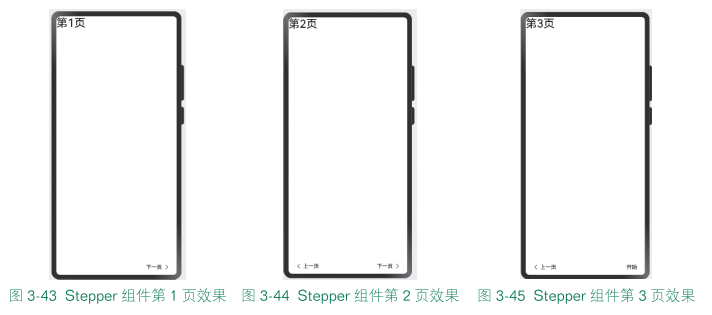 第1页
下一页 >
图 3-43 Stepper 组件第 1 页效果
第2页
< 上一页 下一页 >
图 3-44 Stepper 组件第 2 页效果
第3页
< 上一页 开始
图 3-45 Stepper 组件第 3 页效果